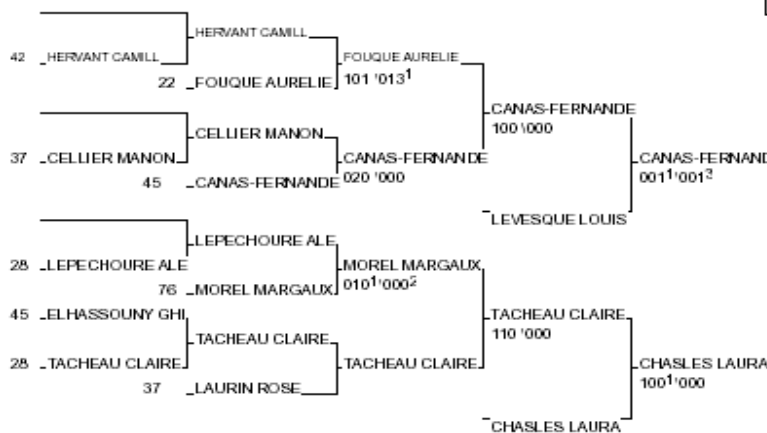 HERVANT CAMILL
42 HERVANT CAMILL
FOUQUE AURELIE
22 FOUQUE AURELIE
101 '013¹
CANAS-FERNANDE
100 \000
CELLIER MANON
37 CELLIER MANON
CANAS-FERNANDE
020 '000
CANAS-FERNAND
001¹'001³
45 CANAS-FERNANDE
LEVESQUE LOUIS
LEPECHOURE ALE
28 LEPECHOURE ALE
MOREL MARGAUX
010¹'000²
76 MOREL MARGAUX
45 ELHASSOUNY GHI
TACHEAU CLAIRE
110 '000
TACHEAU CLAIRE
28 TACHEAU CLAIRE
TACHEAU CLAIRE
CHASLES LAURA
100¹'000
37 LAURIN ROSE
CHASLES LAURA